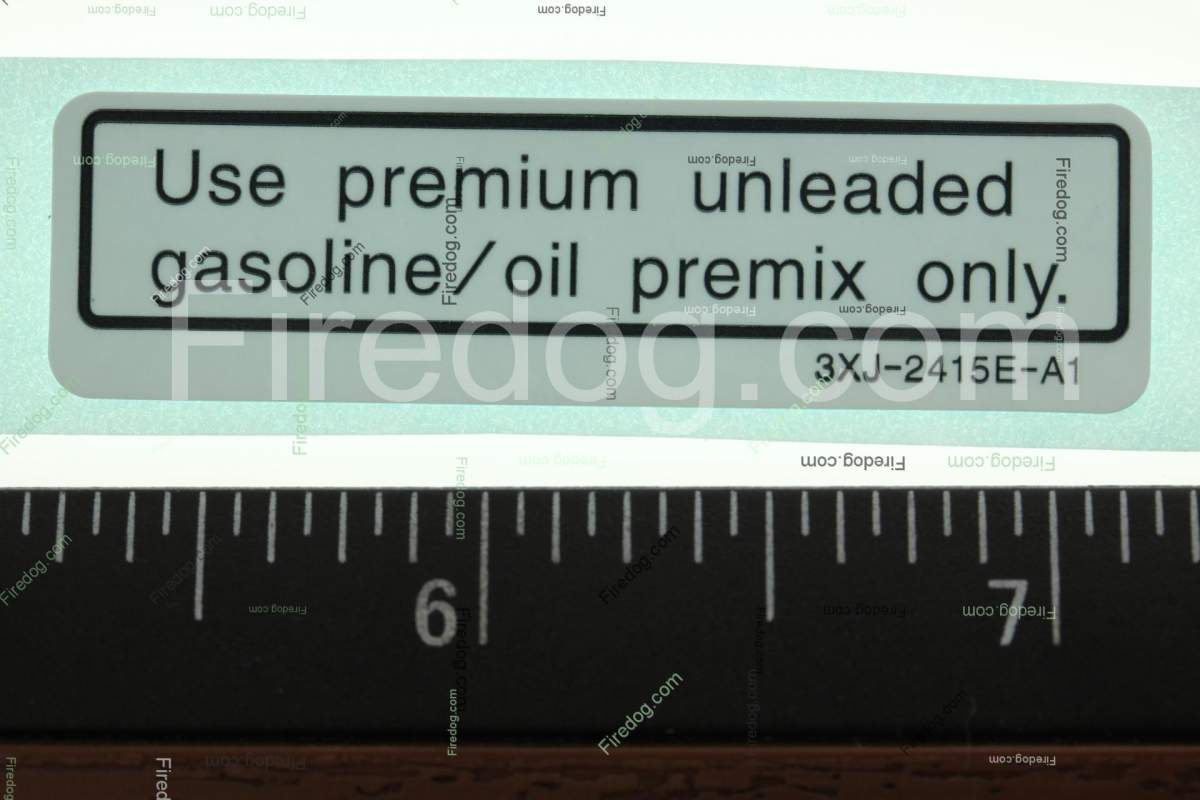 Use premium unleaded
gasoline/oil premix only.
3XJ-2415E-A1
Firedog.com
6 7